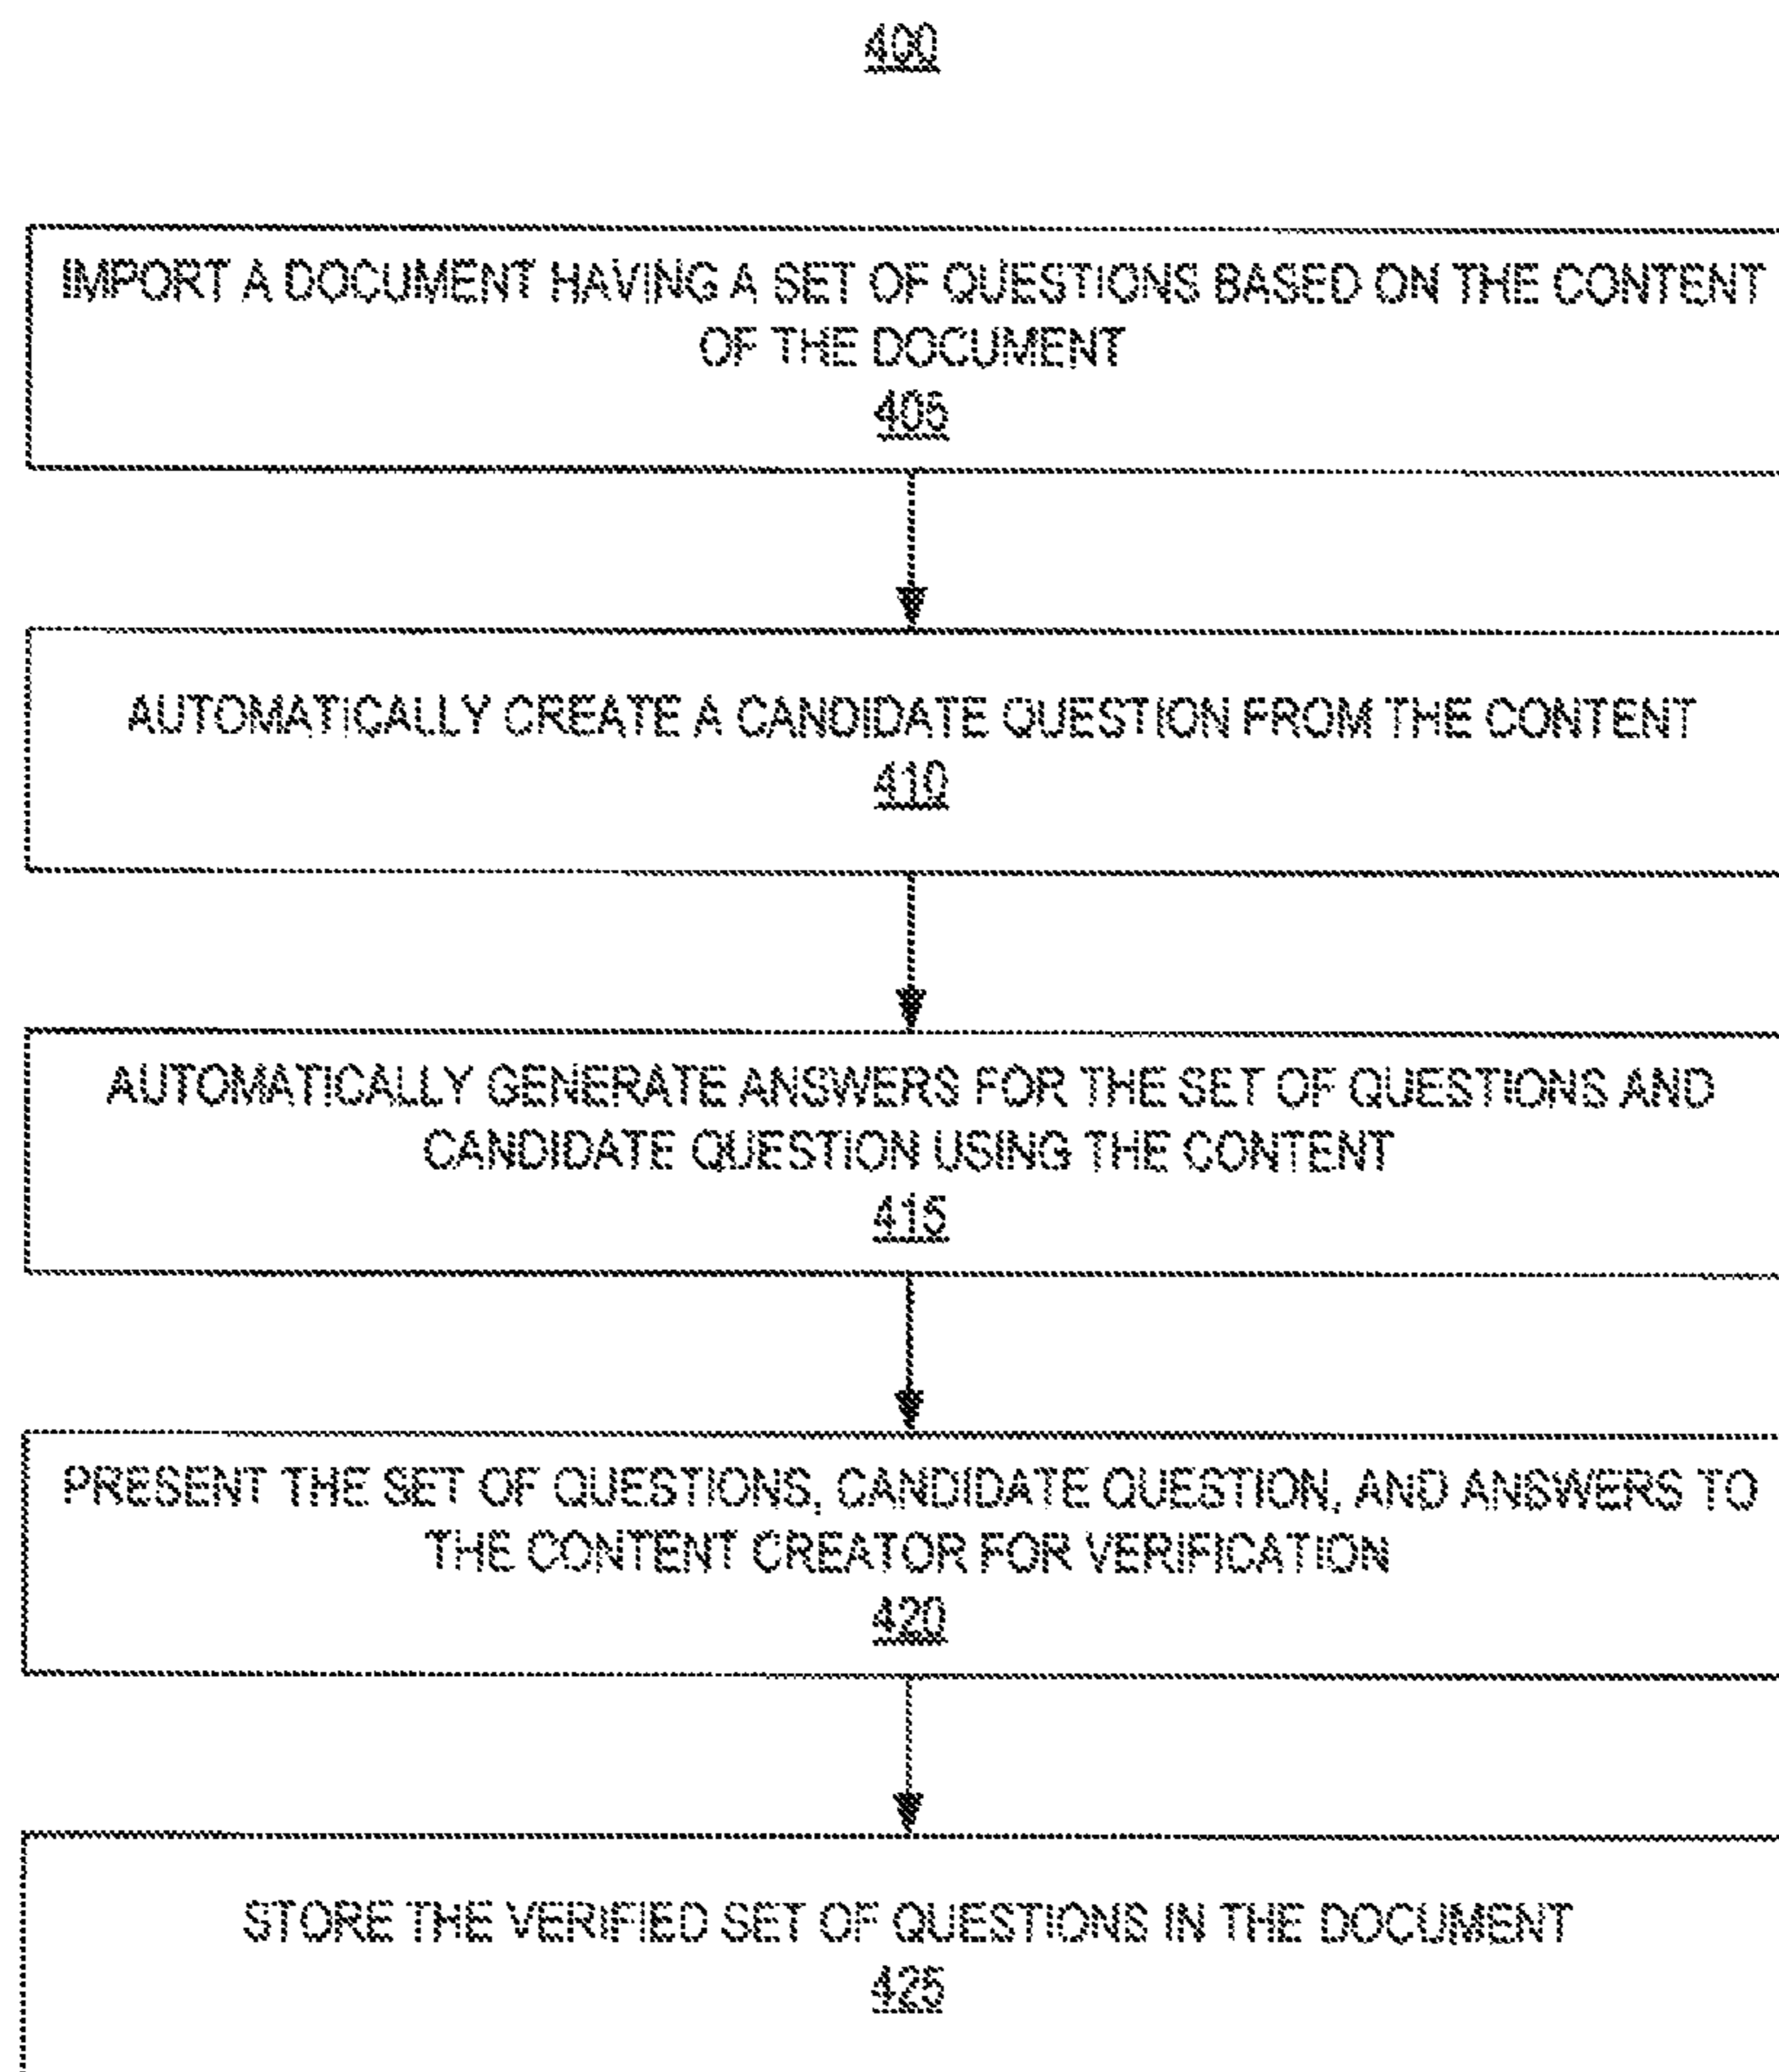 400
IMPORT A DOCUMENT HAVING A SET OF QUESTIONS BASED ON THE CONTENT
OF THE DOCUMENT
405
AUTOMATICALLY CREATE A CANDIDATE QUESTION FROM THE CONTENT
410
AUTOMATICALLY GENERATE ANSWERS FOR THE SET OF QUESTIONS AND
CANDIDATE QUESTION USING THE CONTENT
415
PRESENT THE SET OF QUESTIONS, CANDIDATE QUESTION, AND ANSWERS TO
THE CONTENT CREATOR FOR VERIFICATION
420
STORE THE VERIFIED SET OF QUESTIONS IN THE DOCUMENT
425